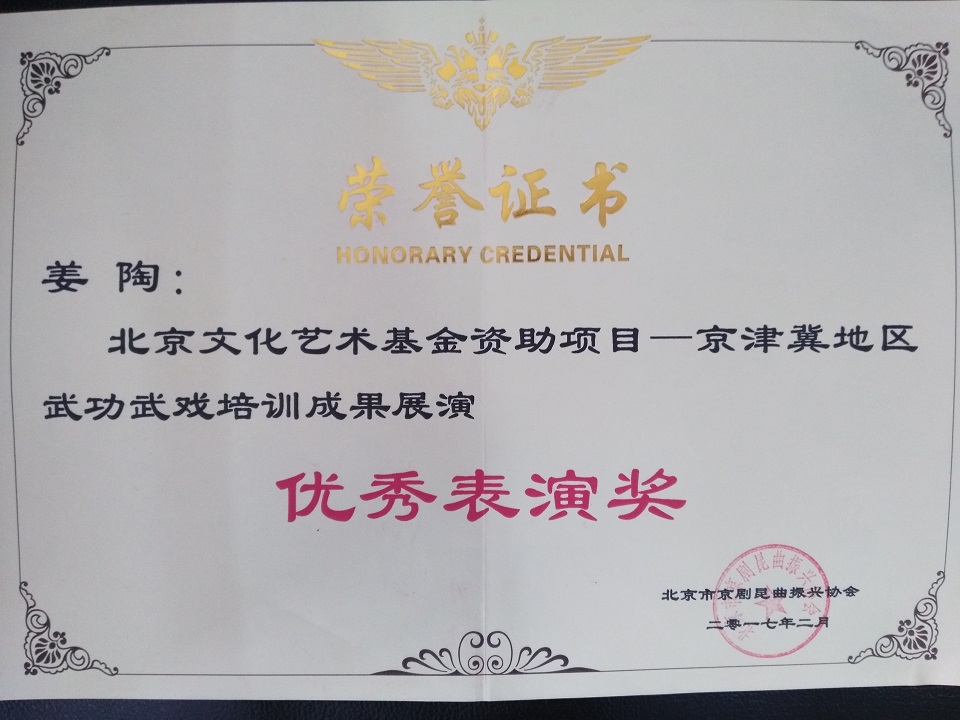 荣誉证书
HONORARY CREDENTIAL
姜 陶：
北京文化艺术基金资助项目—京津冀地区
武功武戏培训成果展演
优秀表演奖
北京市京剧昆曲振兴协会
二零一七年二月